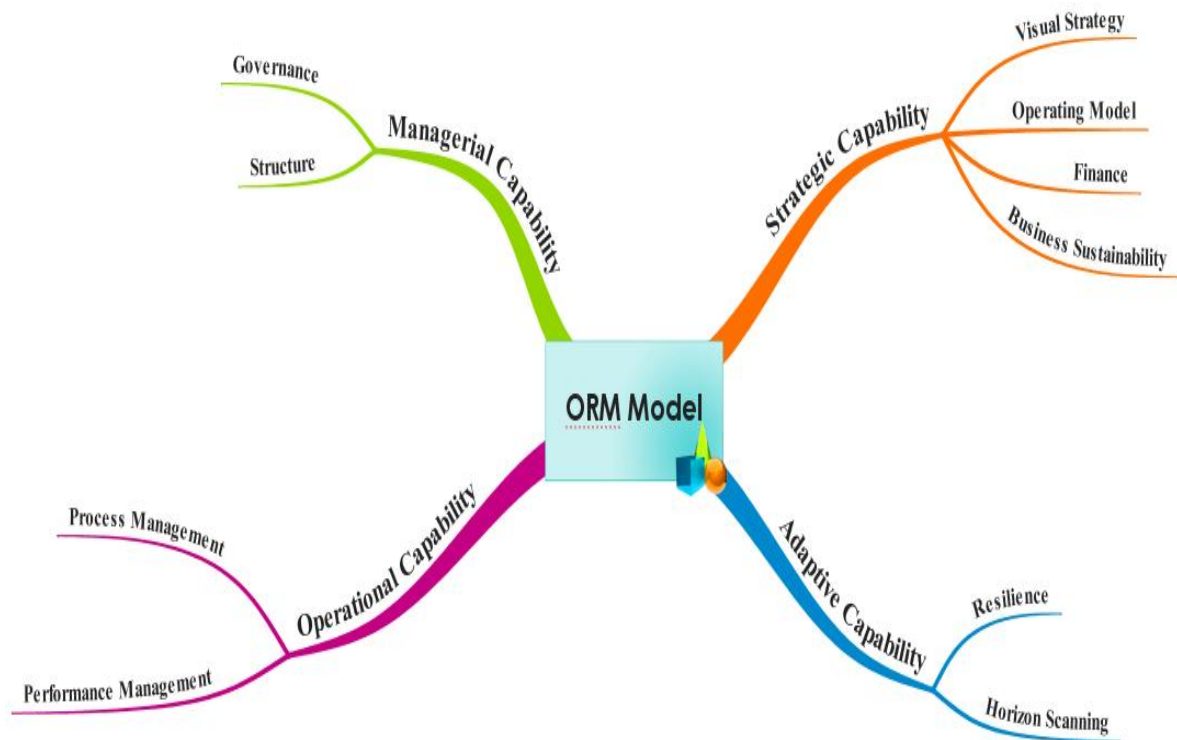 Governance
Structure
Managerial Capability
Visual Strategy
Operating Model
Finance
Business Sustainability
Strategic Capability
ORM Model
Process Management
Performance Management
Operational Capability
Adaptive Capability
Resilience
Horizon Scanning